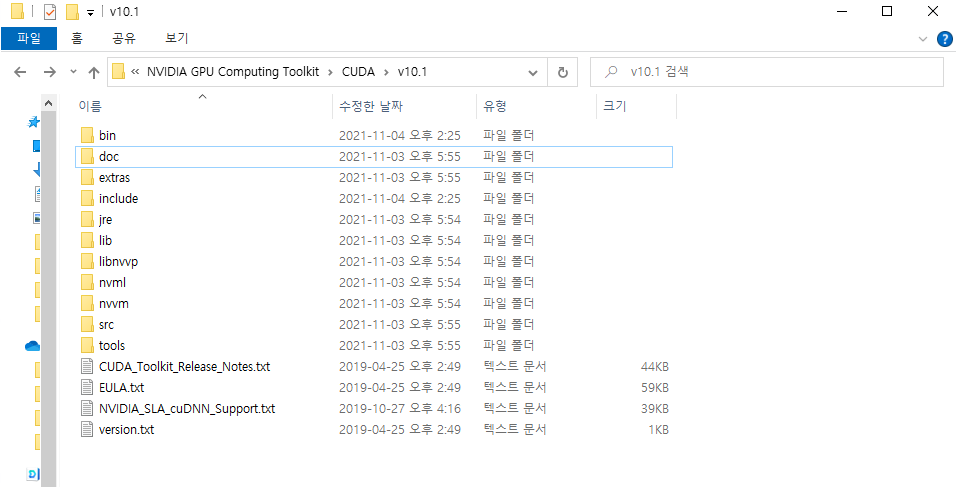 v10.1
파일 홈 공유 보기
« NVIDIA GPU Computing Toolkit > CUDA > v10.1 v10.1 검색
이름 수정한 날짜 유형 크기
bin 2021-11-04 오후 2:25 파일 폴더
doc 2021-11-03 오후 5:55 파일 폴더
extras 2021-11-03 오후 5:55 파일 폴더
include 2021-11-04 오후 2:25 파일 폴더
jre 2021-11-03 오후 5:54 파일 폴더
lib 2021-11-03 오후 5:54 파일 폴더
libnvvp 2021-11-03 오후 5:54 파일 폴더
nvml 2021-11-03 오후 5:54 파일 폴더
nvvm 2021-11-03 오후 5:54 파일 폴더
src 2021-11-03 오후 5:55 파일 폴더
tools 2021-11-03 오후 5:55 파일 폴더
CUDA_Toolkit_Release_Notes.txt 2019-04-25 오후 2:49 텍스트 문서 44KB
EULA.txt 2019-04-25 오후 2:49 텍스트 문서 59KB
NVIDIA_SLA_cuDNN_Support.txt 2019-10-27 오후 4:16 텍스트 문서 39KB
version.txt 2019-04-25 오후 2:49 텍스트 문서 1KB